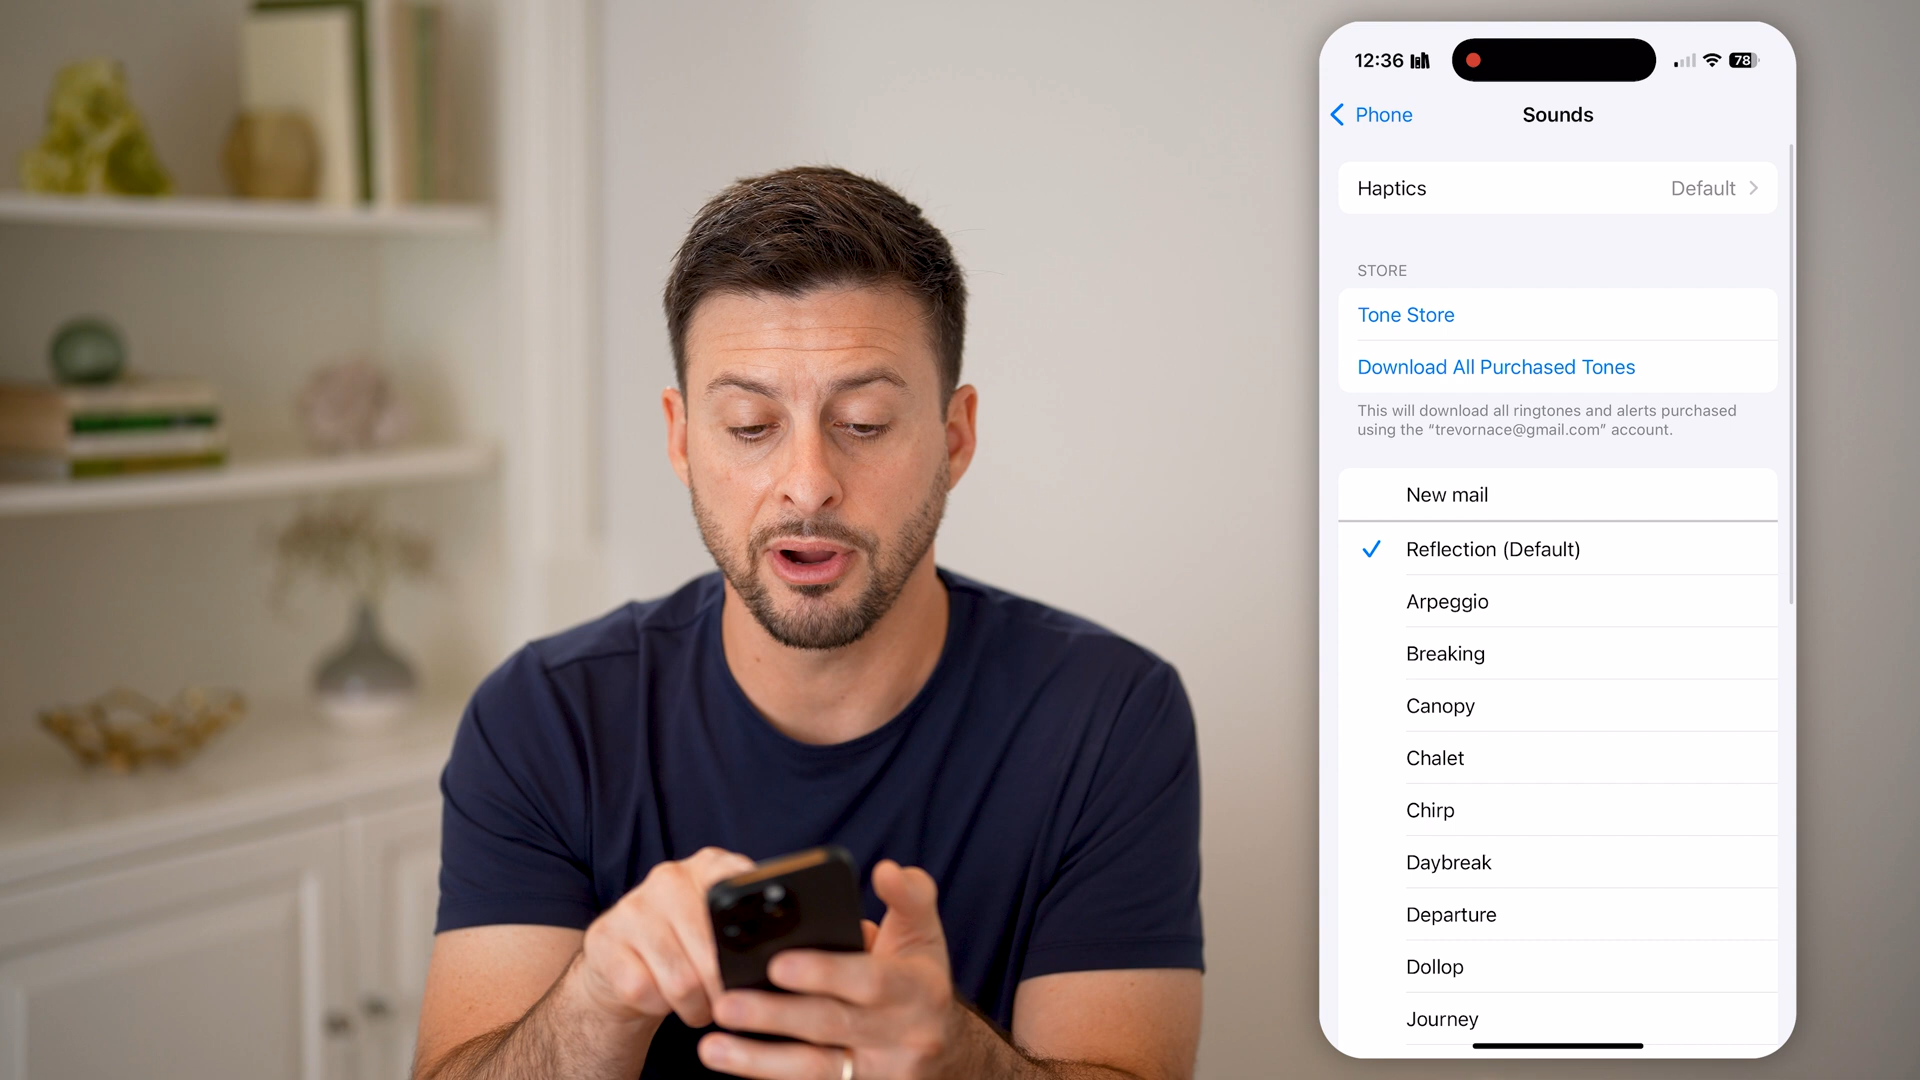 12:36
78
Phone
Sounds
Haptics
Default
STORE
Tone Store
Download All Purchased Tones
This will download all ringtones and alerts purchased
using the “trevornace@gmail.com” account.
New mail
Reflection (Default)
Arpeggio
Breaking
Canopy
Chalet
Chirp
Daybreak
Departure
Dollop
Journey